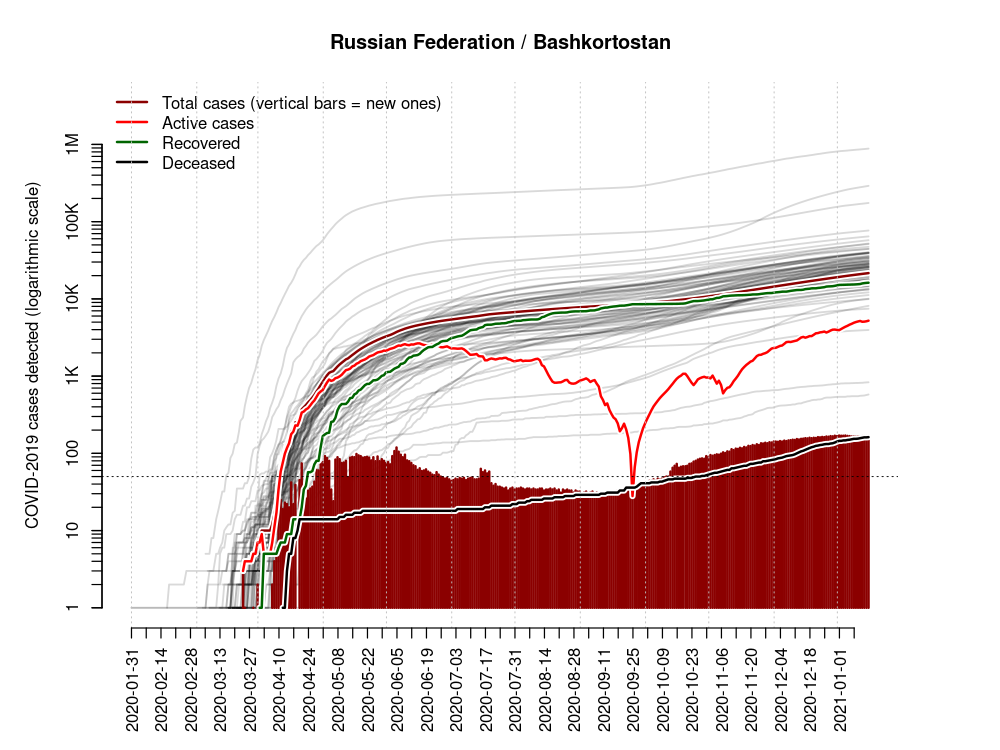 Russian Federation / Bashkortostan
Total cases (vertical bars = new ones)
Active cases
Recovered
Deceased
COVID-2019 cases detected (logarithmic scale)
1M
100K
10K
1K
100
10
1
2020-01-31
2020-02-14
2020-02-28
2020-03-13
2020-03-27
2020-04-10
2020-04-24
2020-05-08
2020-05-22
2020-06-05
2020-06-19
2020-07-03
2020-07-17
2020-07-31
2020-08-14
2020-08-28
2020-09-11
2020-09-25
2020-10-09
2020-10-23
2020-11-06
2020-11-20
2020-12-04
2020-12-18
2021-01-01